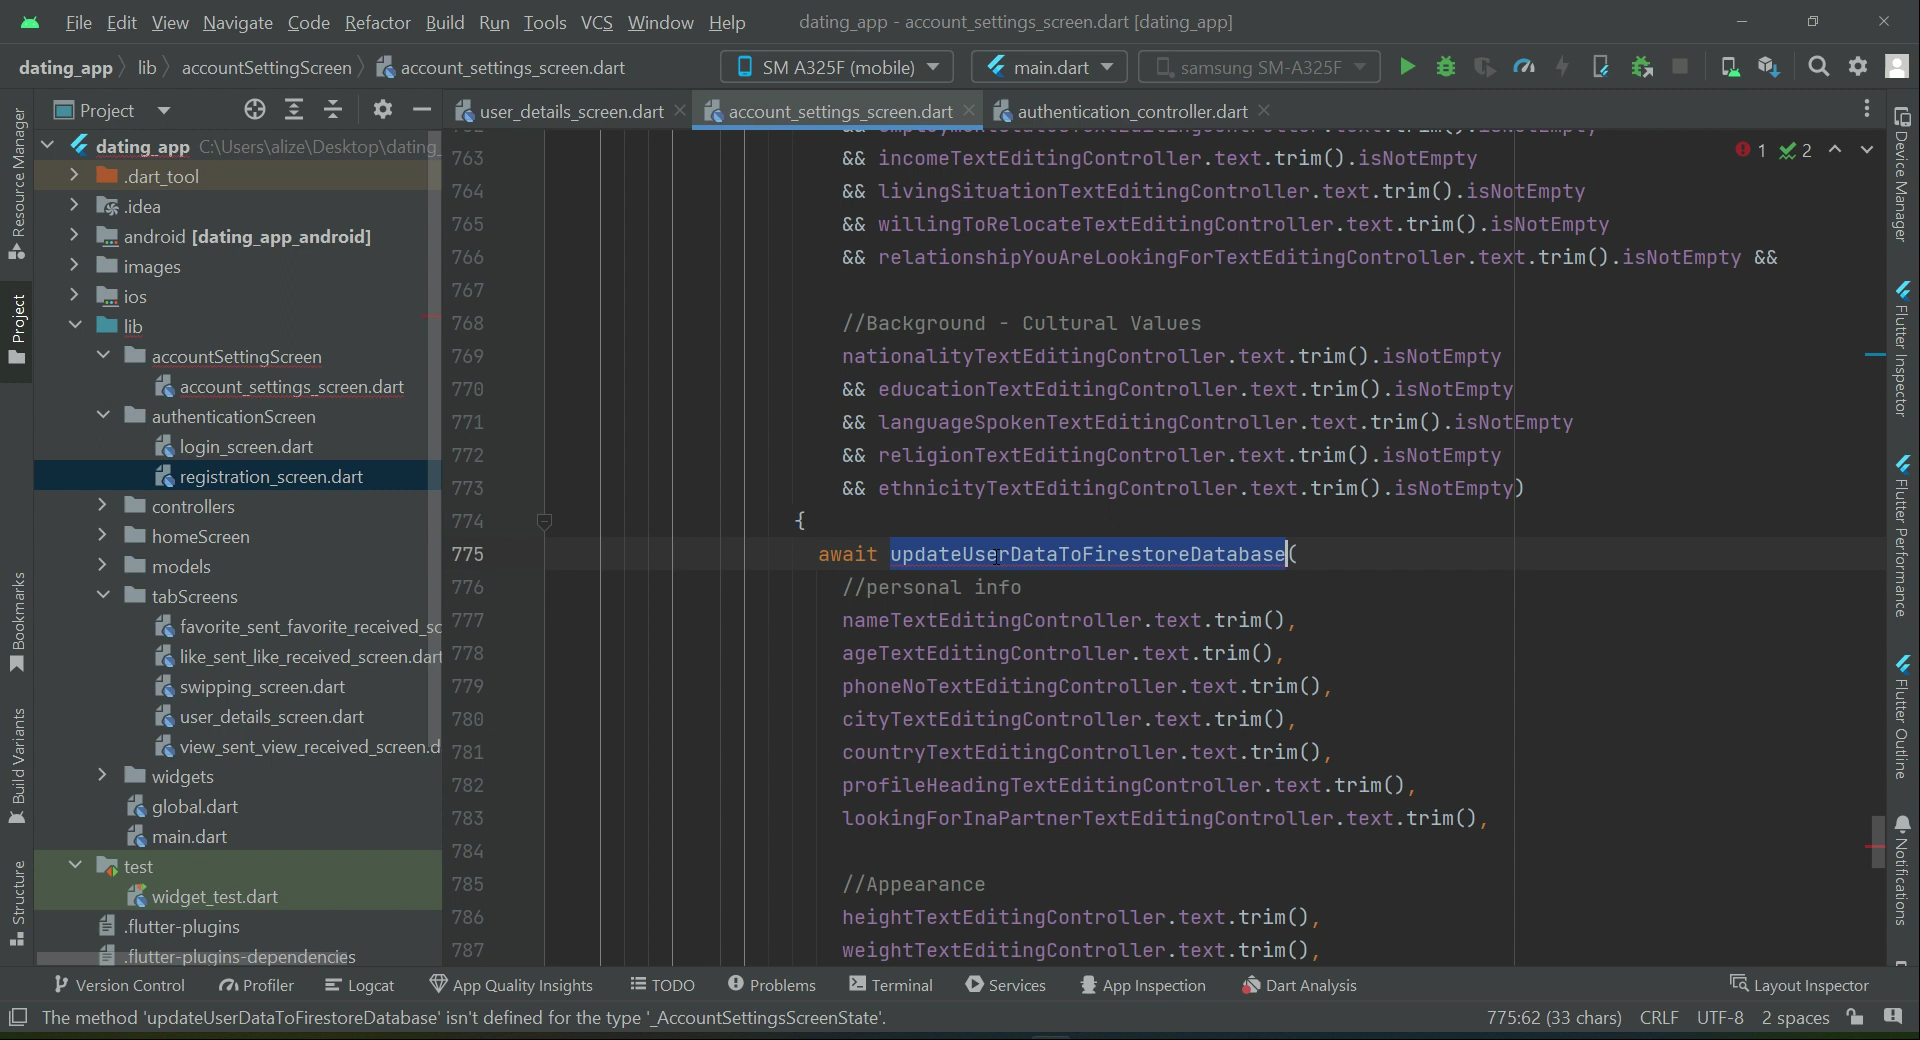 File Edit View Navigate Code Refactor Build Run Tools VCS Window Help dating_app - account_settings_screen.dart [dating_app]
dating_app lib accountSettingScreen account_settings_screen.dart SM A325F (mobile) main.dart samsung SM-A325F
Project user_details_screen.dart account_settings_screen.dart authentication_controller.dart
Resource Manager
Project
Bookmarks
Build Variants
Structure
dating_app C:\Users\alize\Desktop\dating_
.dart_tool
.idea
android [dating_app_android]
images
ios
lib
accountSettingScreen
account_settings_screen.dart
authenticationScreen
login_screen.dart
registration_screen.dart
controllers
homeScreen
models
tabScreens
favorite_sent_favorite_received_sc
like_sent_like_received_screen.dart
swipping_screen.dart
user_details_screen.dart
view_sent_view_received_screen.d
widgets
global.dart
main.dart
test
widget_test.dart
.flutter-plugins
.flutter-plugins-dependencies
1 2
763 && incomeTextEditingController.text.trim().isNotEmpty
764 && livingSituationTextEditingController.text.trim().isNotEmpty
765 && willingToRelocateTextEditingController.text.trim().isNotEmpty
766 && relationshipYouAreLookingForTextEditingController.text.trim().isNotEmpty &&
767
768 //Background - Cultural Values
769 nationalityTextEditingController.text.trim().isNotEmpty
770 && educationTextEditingController.text.trim().isNotEmpty
771 && languageSpokenTextEditingController.text.trim().isNotEmpty
772 && religionTextEditingController.text.trim().isNotEmpty
773 && ethnicityTextEditingController.text.trim().isNotEmpty)
774 {
775 await updateUserDataToFirestoreDatabase(
776 //personal info
777 nameTextEditingController.text.trim(),
778 ageTextEditingController.text.trim(),
779 phoneNoTextEditingController.text.trim(),
780 cityTextEditingController.text.trim(),
781 countryTextEditingController.text.trim(),
782 profileHeadingTextEditingController.text.trim(),
783 lookingForInaPartnerTextEditingController.text.trim(),
784
785 //Appearance
786 heightTextEditingController.text.trim(),
787 weightTextEditingController.text.trim(),
Device Manager
Flutter Inspector
Flutter Performance
Flutter Outline
Notifications
Version Control Profiler Logcat App Quality Insights TODO Problems Terminal Services App Inspection Dart Analysis Layout Inspector
The method 'updateUserDataToFirestoreDatabase' isn't defined for the type '_AccountSettingsScreenState'. 775:62 (33 chars) CRLF UTF-8 2 spaces